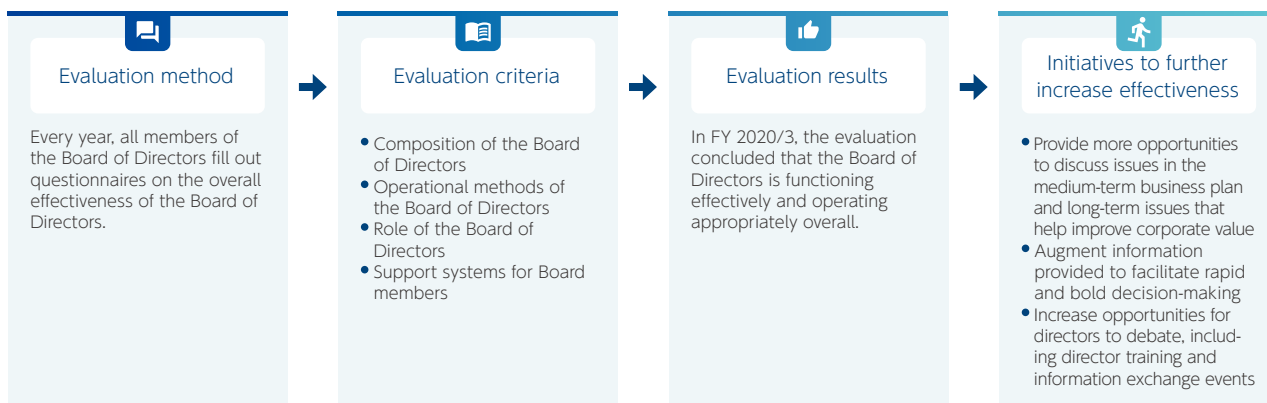 Evaluation method
Every year, all members of
the Board of Directors fill out
questionnaires on the overall
effectiveness of the Board of
Directors.
Evaluation criteria
• Composition of the Board
of Directors
• Operational methods of
the Board of Directors
• Role of the Board of
Directors
• Support systems for Board
members
Evaluation results
In FY 2020/3, the evaluation
concluded that the Board of
Directors is functioning
effectively and operating
appropriately overall.
Initiatives to further
increase effectiveness
• Provide more opportunities
to discuss issues in the
medium-term business plan
and long-term issues that
help improve corporate value
• Augment information
provided to facilitate rapid
and bold decision-making
• Increase opportunities for
directors to debate, includ-
ing director training and
information exchange events